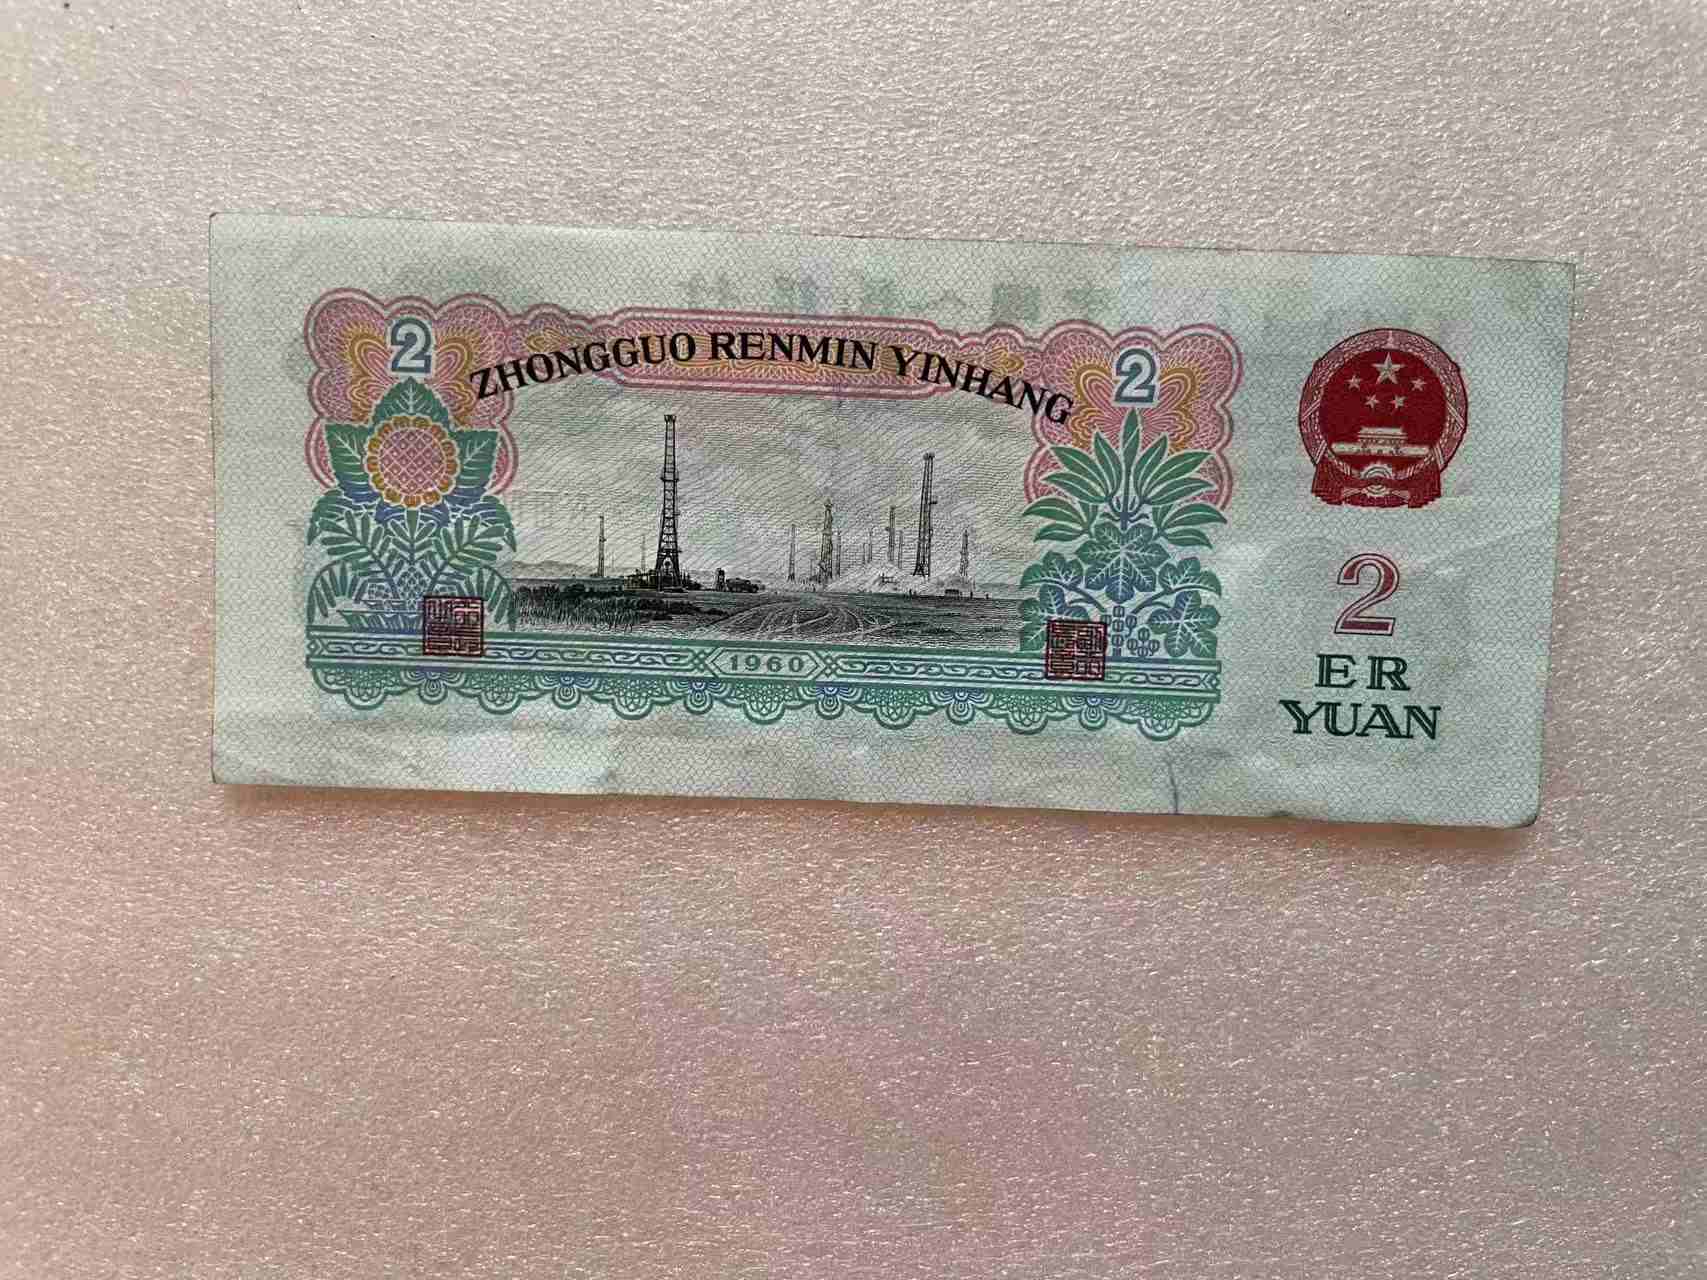 2
ZHONGGUO RENMIN YINHANG
2
1960
2
ER
YUAN